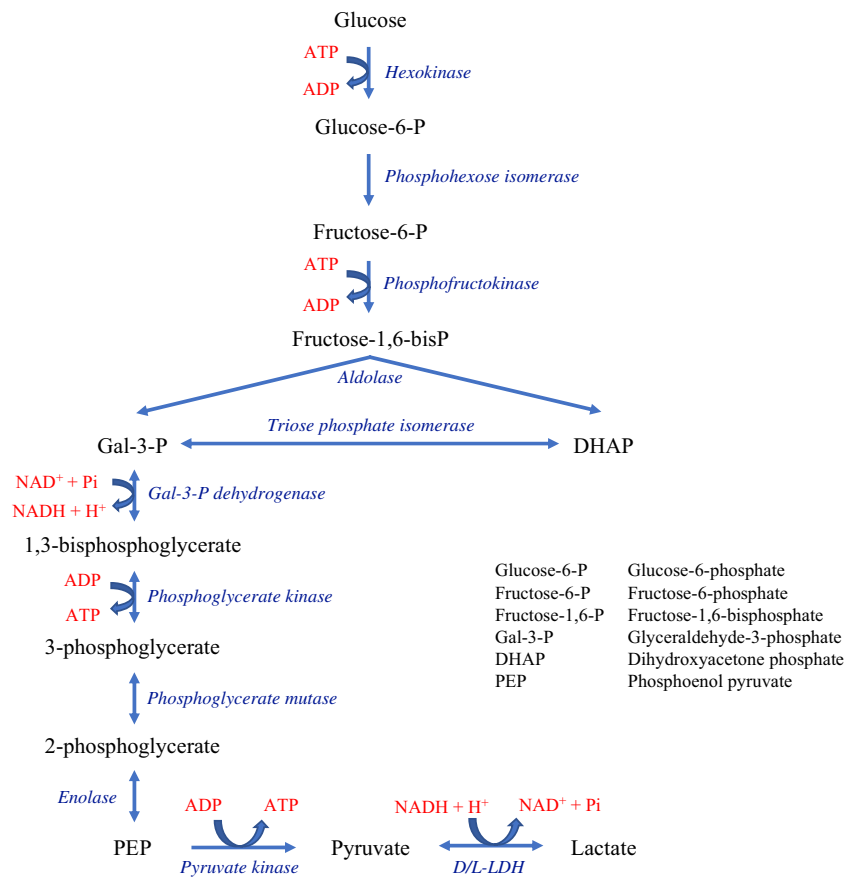 Glucose
ATP
Hexokinase
ADP
Glucose-6-P
Phosphohexose isomerase
Fructose-6-P
ATP
Phosphofructokinase
ADP
Fructose-1,6-bisP
Aldolase
Triose phosphate isomerase
Gal-3-P
DHAP
NAD⁺ + Pi
Gal-3-P dehydrogenase
NADH + H⁺
1,3-bisphosphoglycerate
ADP
Phosphoglycerate kinase
ATP
3-phosphoglycerate
Phosphoglycerate mutase
2-phosphoglycerate
Enolase
ADP ATP
NADH + H⁺ NAD⁺ + Pi
PEP Pyruvate Lactate
Pyruvate kinase D/L-LDH
Glucose-6-P Glucose-6-phosphate
Fructose-6-P Fructose-6-phosphate
Fructose-1,6-P Fructose-1,6-bisphosphate
Gal-3-P Glyceraldehyde-3-phosphate
DHAP Dihydroxyacetone phosphate
PEP Phosphoenol pyruvate